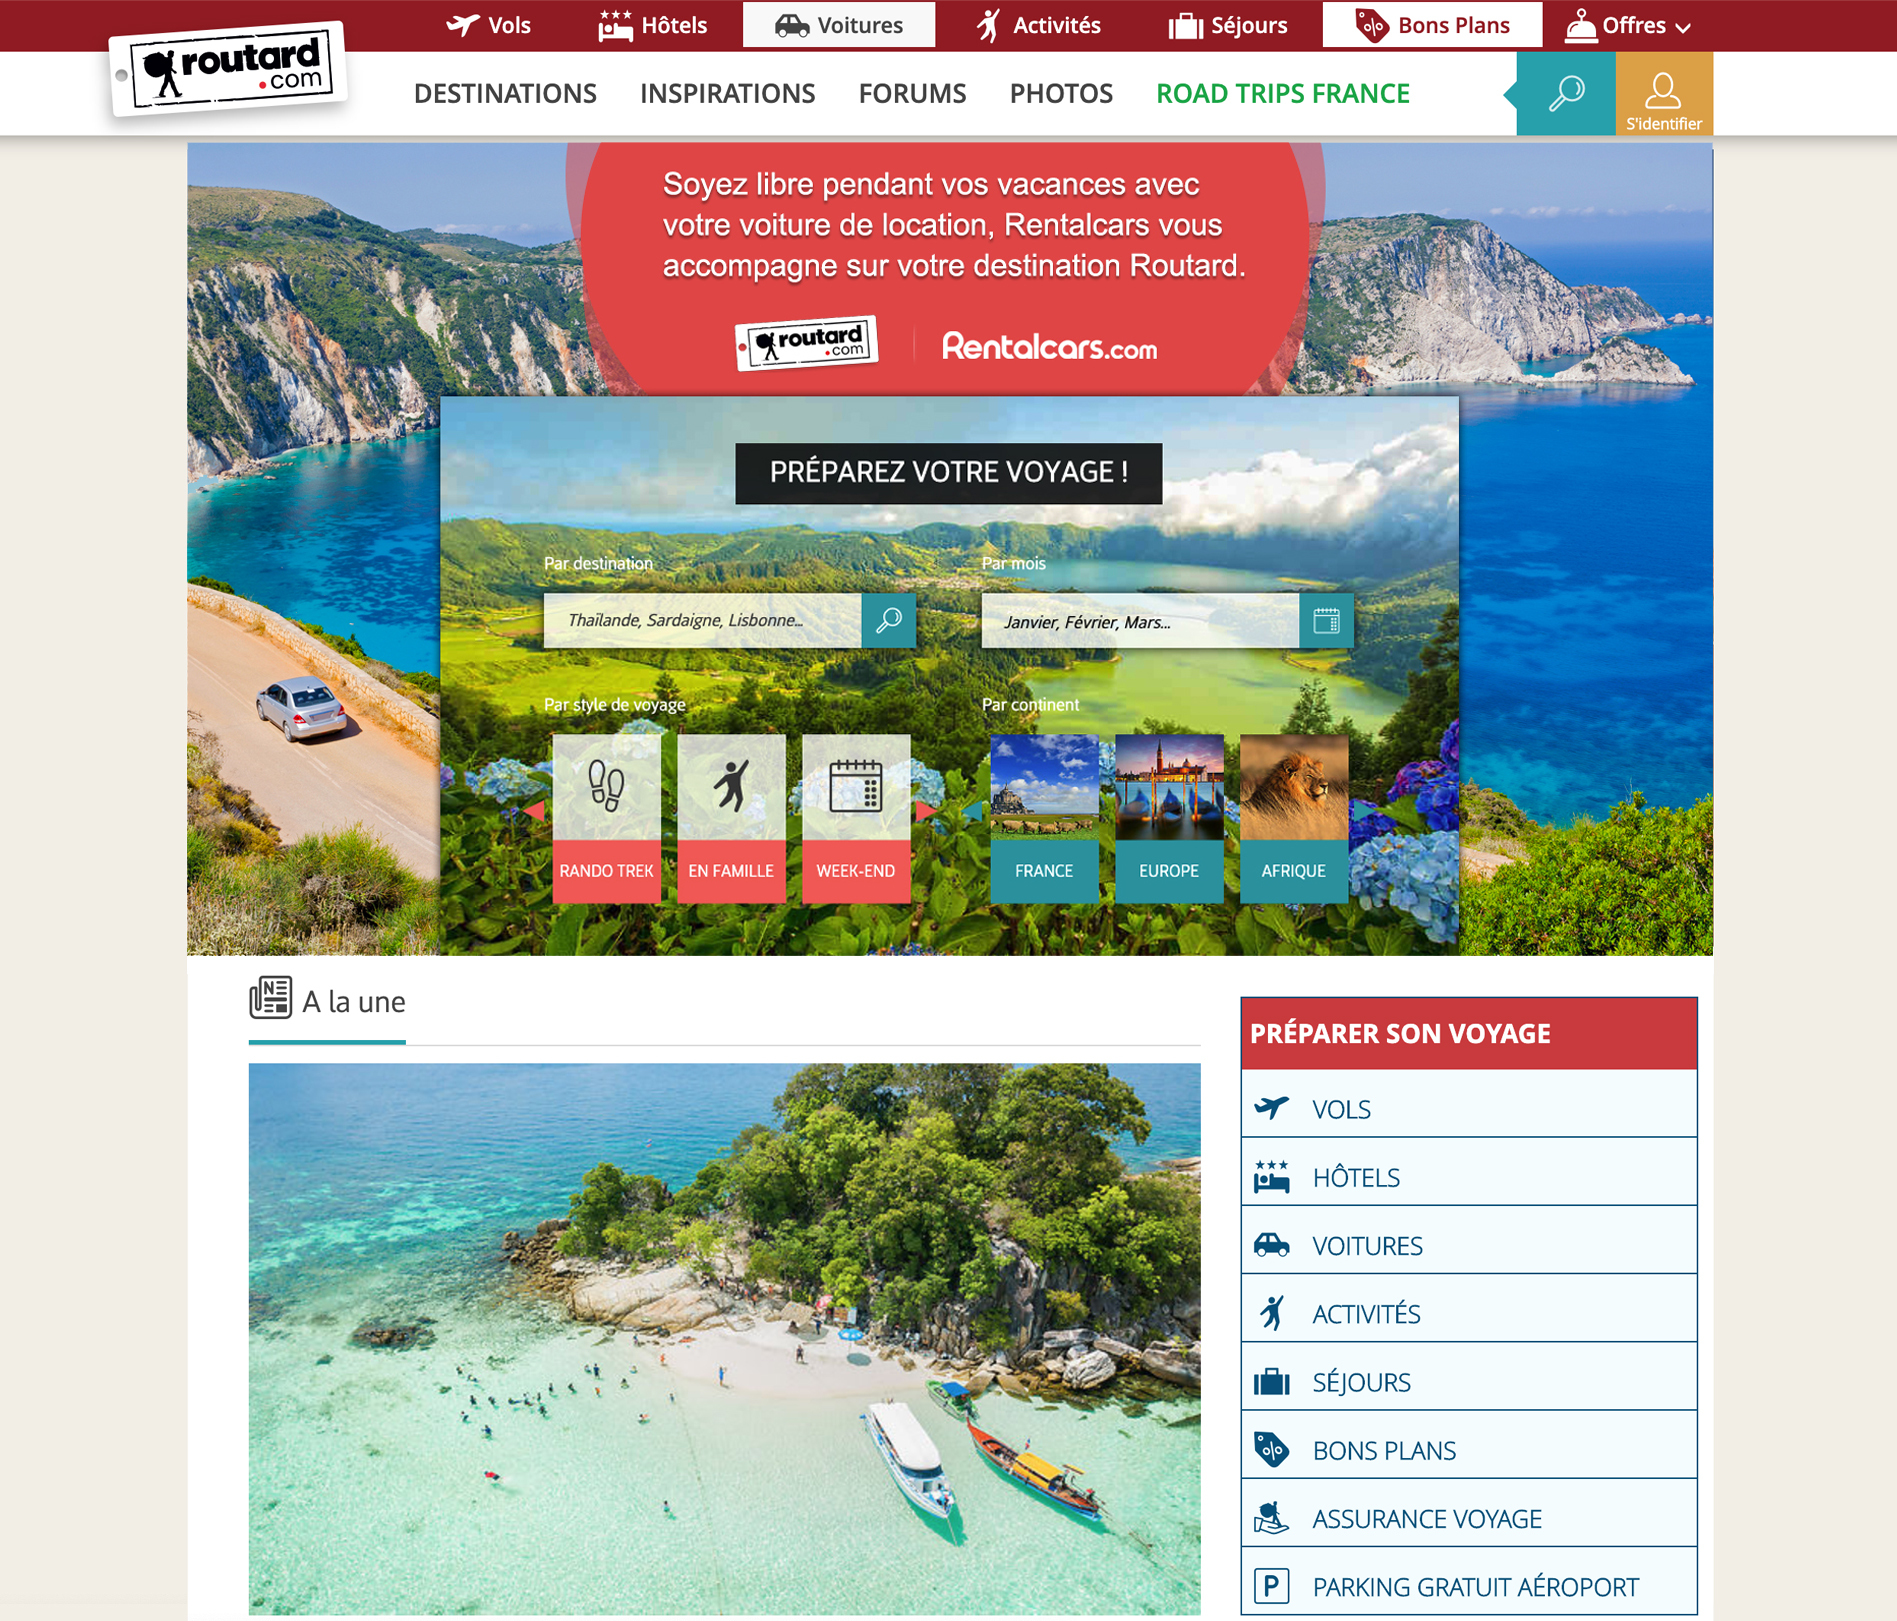 Vols
Hôtels
Voitures
Activités
Séjours
Bons Plans
Offres
routard
.com
DESTINATIONS
INSPIRATIONS
FORUMS
PHOTOS
ROAD TRIPS FRANCE
S'identifier
Soyez libre pendant vos vacances avec
votre voiture de location, Rentalcars vous
accompagne sur votre destination Routard.
routard
.com
Rentalcars.com
PRÉPAREZ VOTRE VOYAGE !
Par destination
Par mois
Thaïlande, Sardaigne, Lisbonne...
Janvier, Février, Mars...
Par style de voyage
Par continent
RANDO TREK
EN FAMILLE
WEEK-END
FRANCE
EUROPE
AFRIQUE
A la une
PRÉPARER SON VOYAGE
VOLS
HÔTELS
VOITURES
ACTIVITÉS
SÉJOURS
BONS PLANS
ASSURANCE VOYAGE
P PARKING GRATUIT AÉROPORT